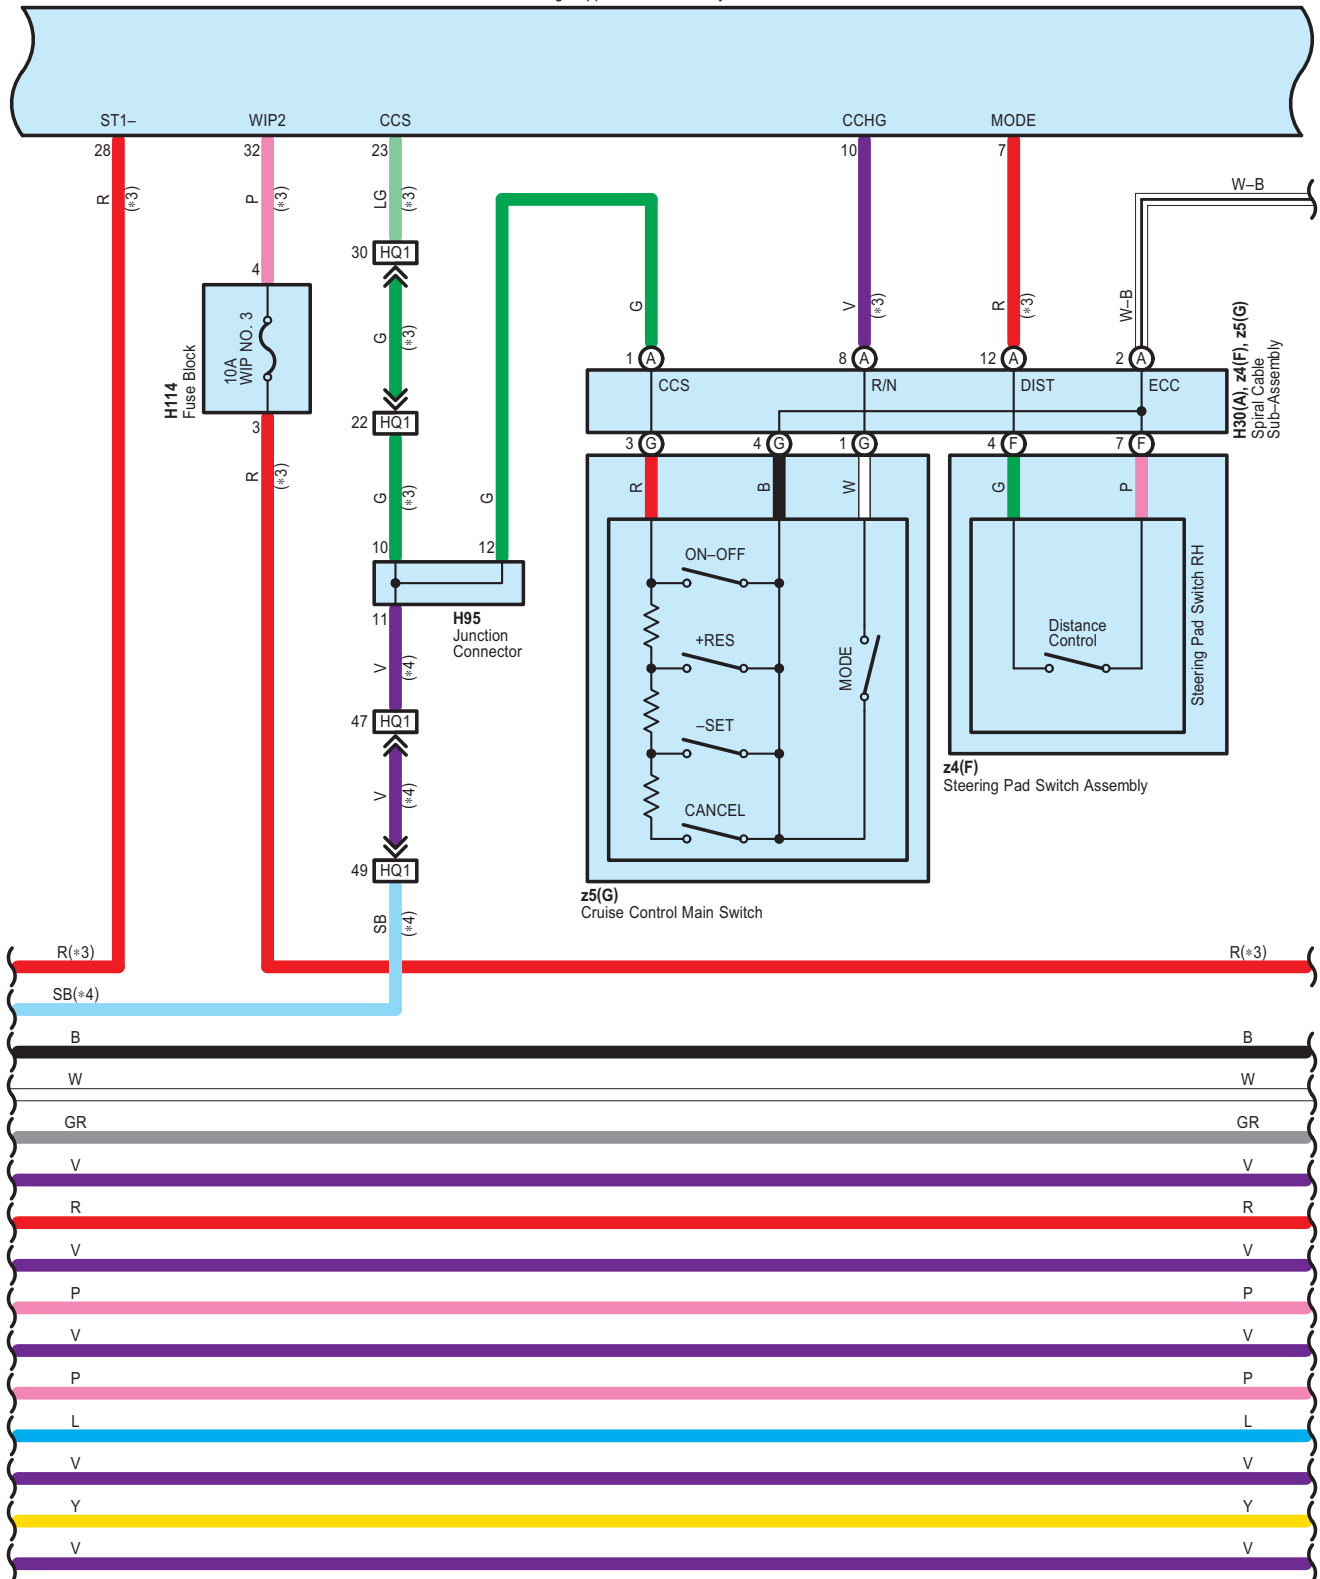 ST1–
WIP2
CCS
CCHG
MODE
28
32
23
10
7
R
(*3)
P
(*3)
LG
(*3)
V
(*3)
R
(*3)
W–B
W–B
30 HQ1
4
10A
WIP NO. 3
H114
Fuse Block
3
R
(*3)
G
(*3)
22 HQ1
G
(*3)
G
G
10
12
11
H95
Junction
Connector
V
(*4)
47 HQ1
V
(*4)
49 HQ1
SB
(*4)
1 A
8 A
12 A
2 A
CCS
R/N
DIST
ECC
H30(A), z4(F), z5(G)
Spiral Cable
Sub–Assembly
3 G
4 G
1 G
4 F
7 F
R
B
W
G
P
ON–OFF
+RES
–SET
CANCEL
MODE
Distance
Control
Steering Pad Switch RH
z4(F)
Steering Pad Switch Assembly
z5(G)
Cruise Control Main Switch
R(*3)
R(*3)
SB(*4)
B
B
W
W
GR
GR
V
V
R
R
V
V
P
P
V
V
P
P
L
L
V
V
Y
Y
V
V